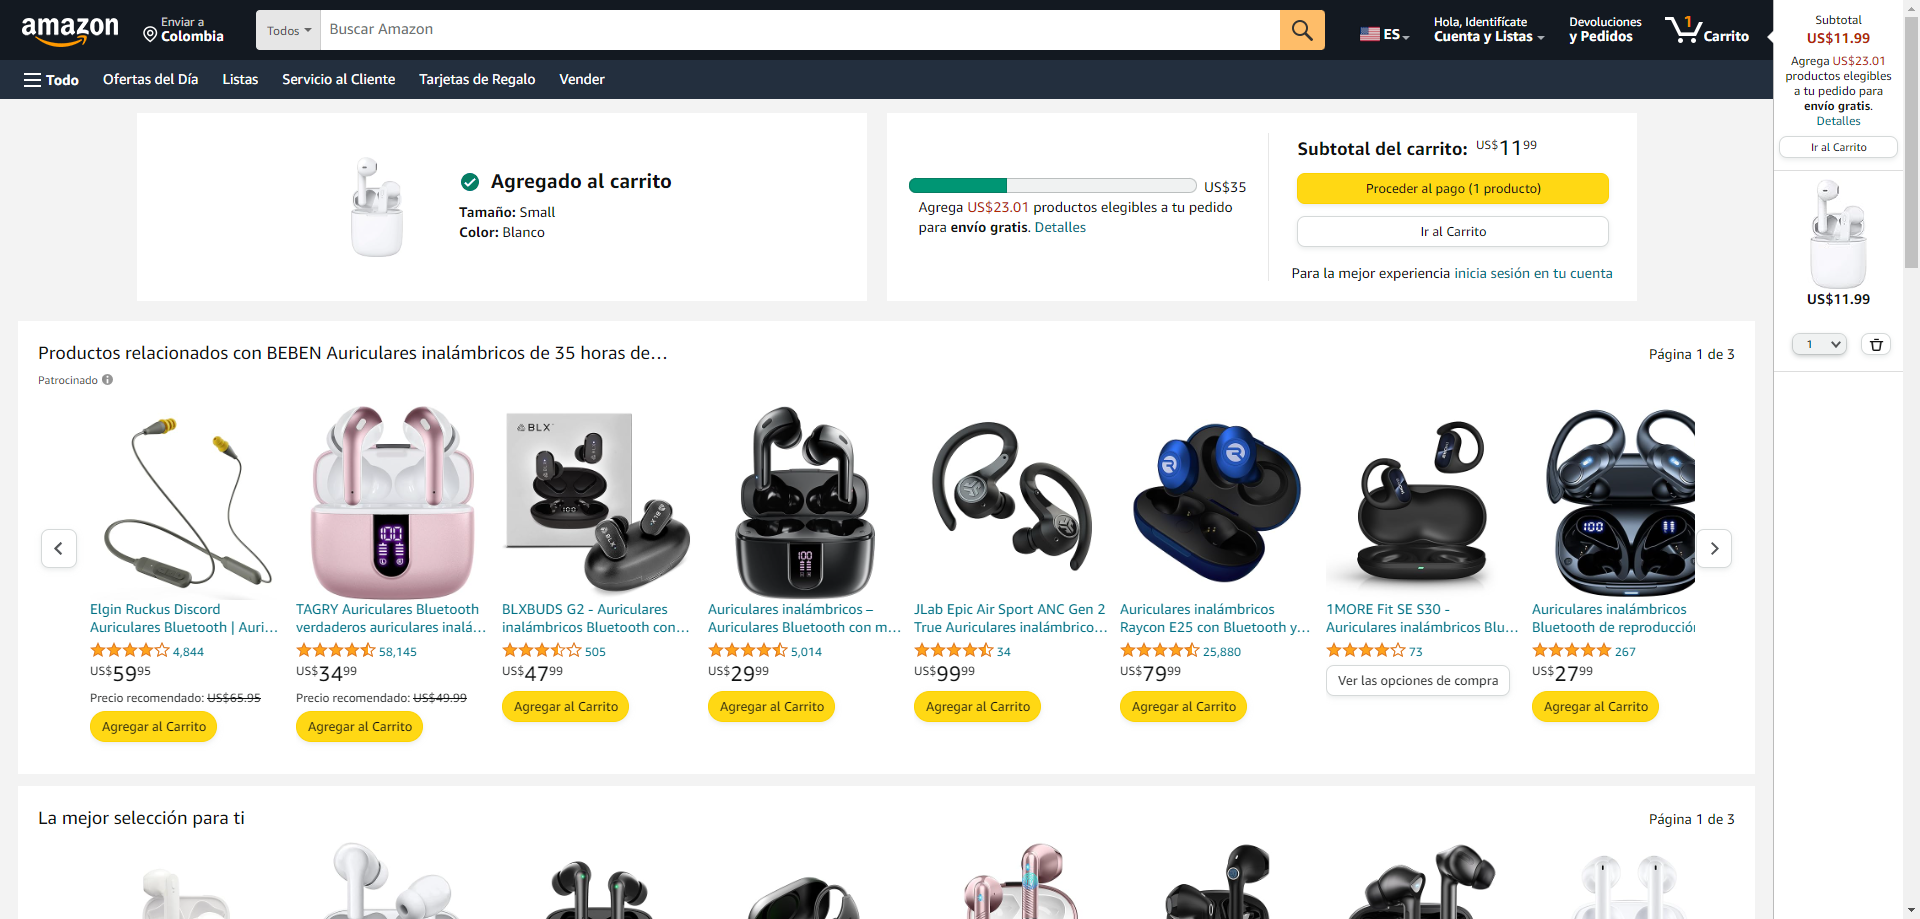 amazon
Enviar a
Colombia
Todos
Buscar Amazon
ES
Hola, Identifícate
Cuenta y Listas
Devoluciones
y Pedidos
1
Carrito
Todo
Ofertas del Día
Listas
Servicio al Cliente
Tarjetas de Regalo
Vender
Subtotal
US$11.99
Agrega US$23.01
productos elegibles
a tu pedido para
envío gratis.
Detalles
Ir al Carrito
US$11.99
1
Agregado al carrito
Tamaño: Small
Color: Blanco
US$35
Agrega US$23.01 productos elegibles a tu pedido
para envío gratis. Detalles
Subtotal del carrito: US$11 99
Proceder al pago (1 producto)
Ir al Carrito
Para la mejor experiencia inicia sesión en tu cuenta
Productos relacionados con BEBEN Auriculares inalámbricos de 35 horas de…
Página 1 de 3
Patrocinado
BLX
100
100
100
Elgin Ruckus Discord
Auriculares Bluetooth | Auri…
4,844
US$59 95
Precio recomendado: US$65.95
Agregar al Carrito
TAGRY Auriculares Bluetooth
verdaderos auriculares inalá…
58,145
US$34 99
Precio recomendado: US$49.99
Agregar al Carrito
BLXBUDS G2 - Auriculares
inalámbricos Bluetooth con…
505
US$47 99
Agregar al Carrito
Auriculares inalámbricos –
Auriculares Bluetooth con m…
5,014
US$29 99
Agregar al Carrito
JLab Epic Air Sport ANC Gen 2
True Auriculares inalámbrico…
34
US$99 99
Agregar al Carrito
Auriculares inalámbricos
Raycon E25 con Bluetooth y…
25,880
US$79 99
Agregar al Carrito
1MORE Fit SE S30 -
Auriculares inalámbricos Blu…
73
Ver las opciones de compra
Auriculares inalámbricos
Bluetooth de reproducción
267
US$27 99
Agregar al Carrito
La mejor selección para ti
Página 1 de 3